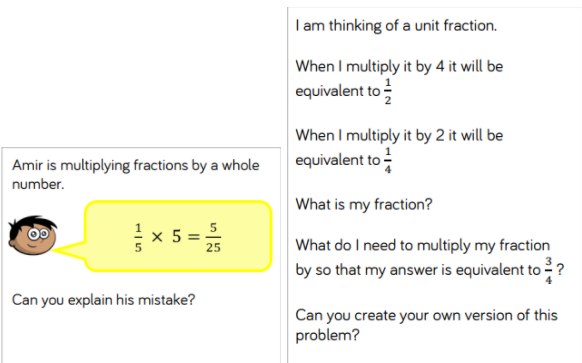 Amir is multiplying fractions by a whole
number.
1/5 × 5 = 5/25
Can you explain his mistake?
I am thinking of a unit fraction.
When I multiply it by 4 it will be
equivalent to 1/2
When I multiply it by 2 it will be
equivalent to 1/4
What is my fraction?
What do I need to multiply my fraction
by so that my answer is equivalent to 3/4 ?
Can you create your own version of this
problem?